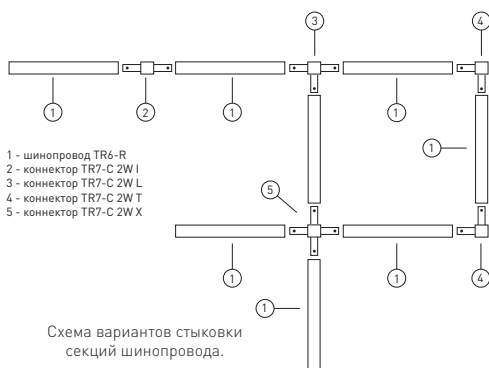 3
4
1
2
1
1
1 - шинопровод TR6-R
2 - коннектор TR7-C 2W I
3 - коннектор TR7-C 2W L
4 - коннектор TR7-C 2W T
5 - коннектор TR7-C 2W X
1
5
1
1
4
1
Схема вариантов стыковки
секций шинопровода.